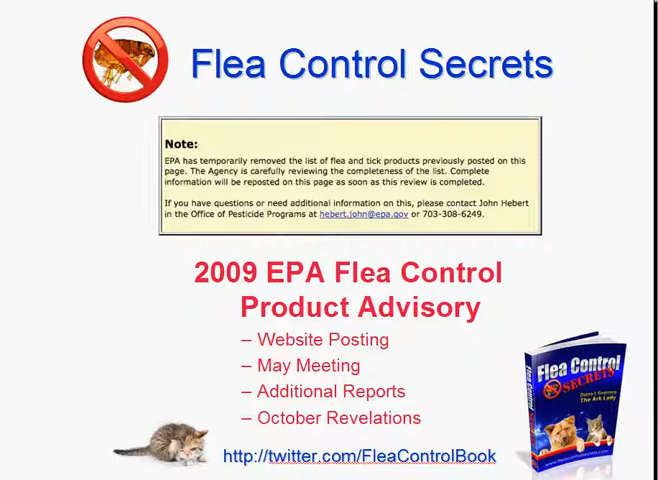 Flea Control Secrets
Note:
EPA has temporarily removed the list of flea and tick products previously posted on this
page. The Agency is carefully reviewing the completeness of the list. Complete
information will be reposted on this page as soon as this review is completed.
If you have questions or need additional information on this, please contact John Hebert
in the Office of Pesticide Programs at hebert.john@epa.gov or 703-308-6249.
2009 EPA Flea Control
Product Advisory
– Website Posting
– May Meeting
– Additional Reports
– October Revelations
http://twitter.com/FleaControlBook
Flea Control
SECRETS
The Ark Lady
Flea Control